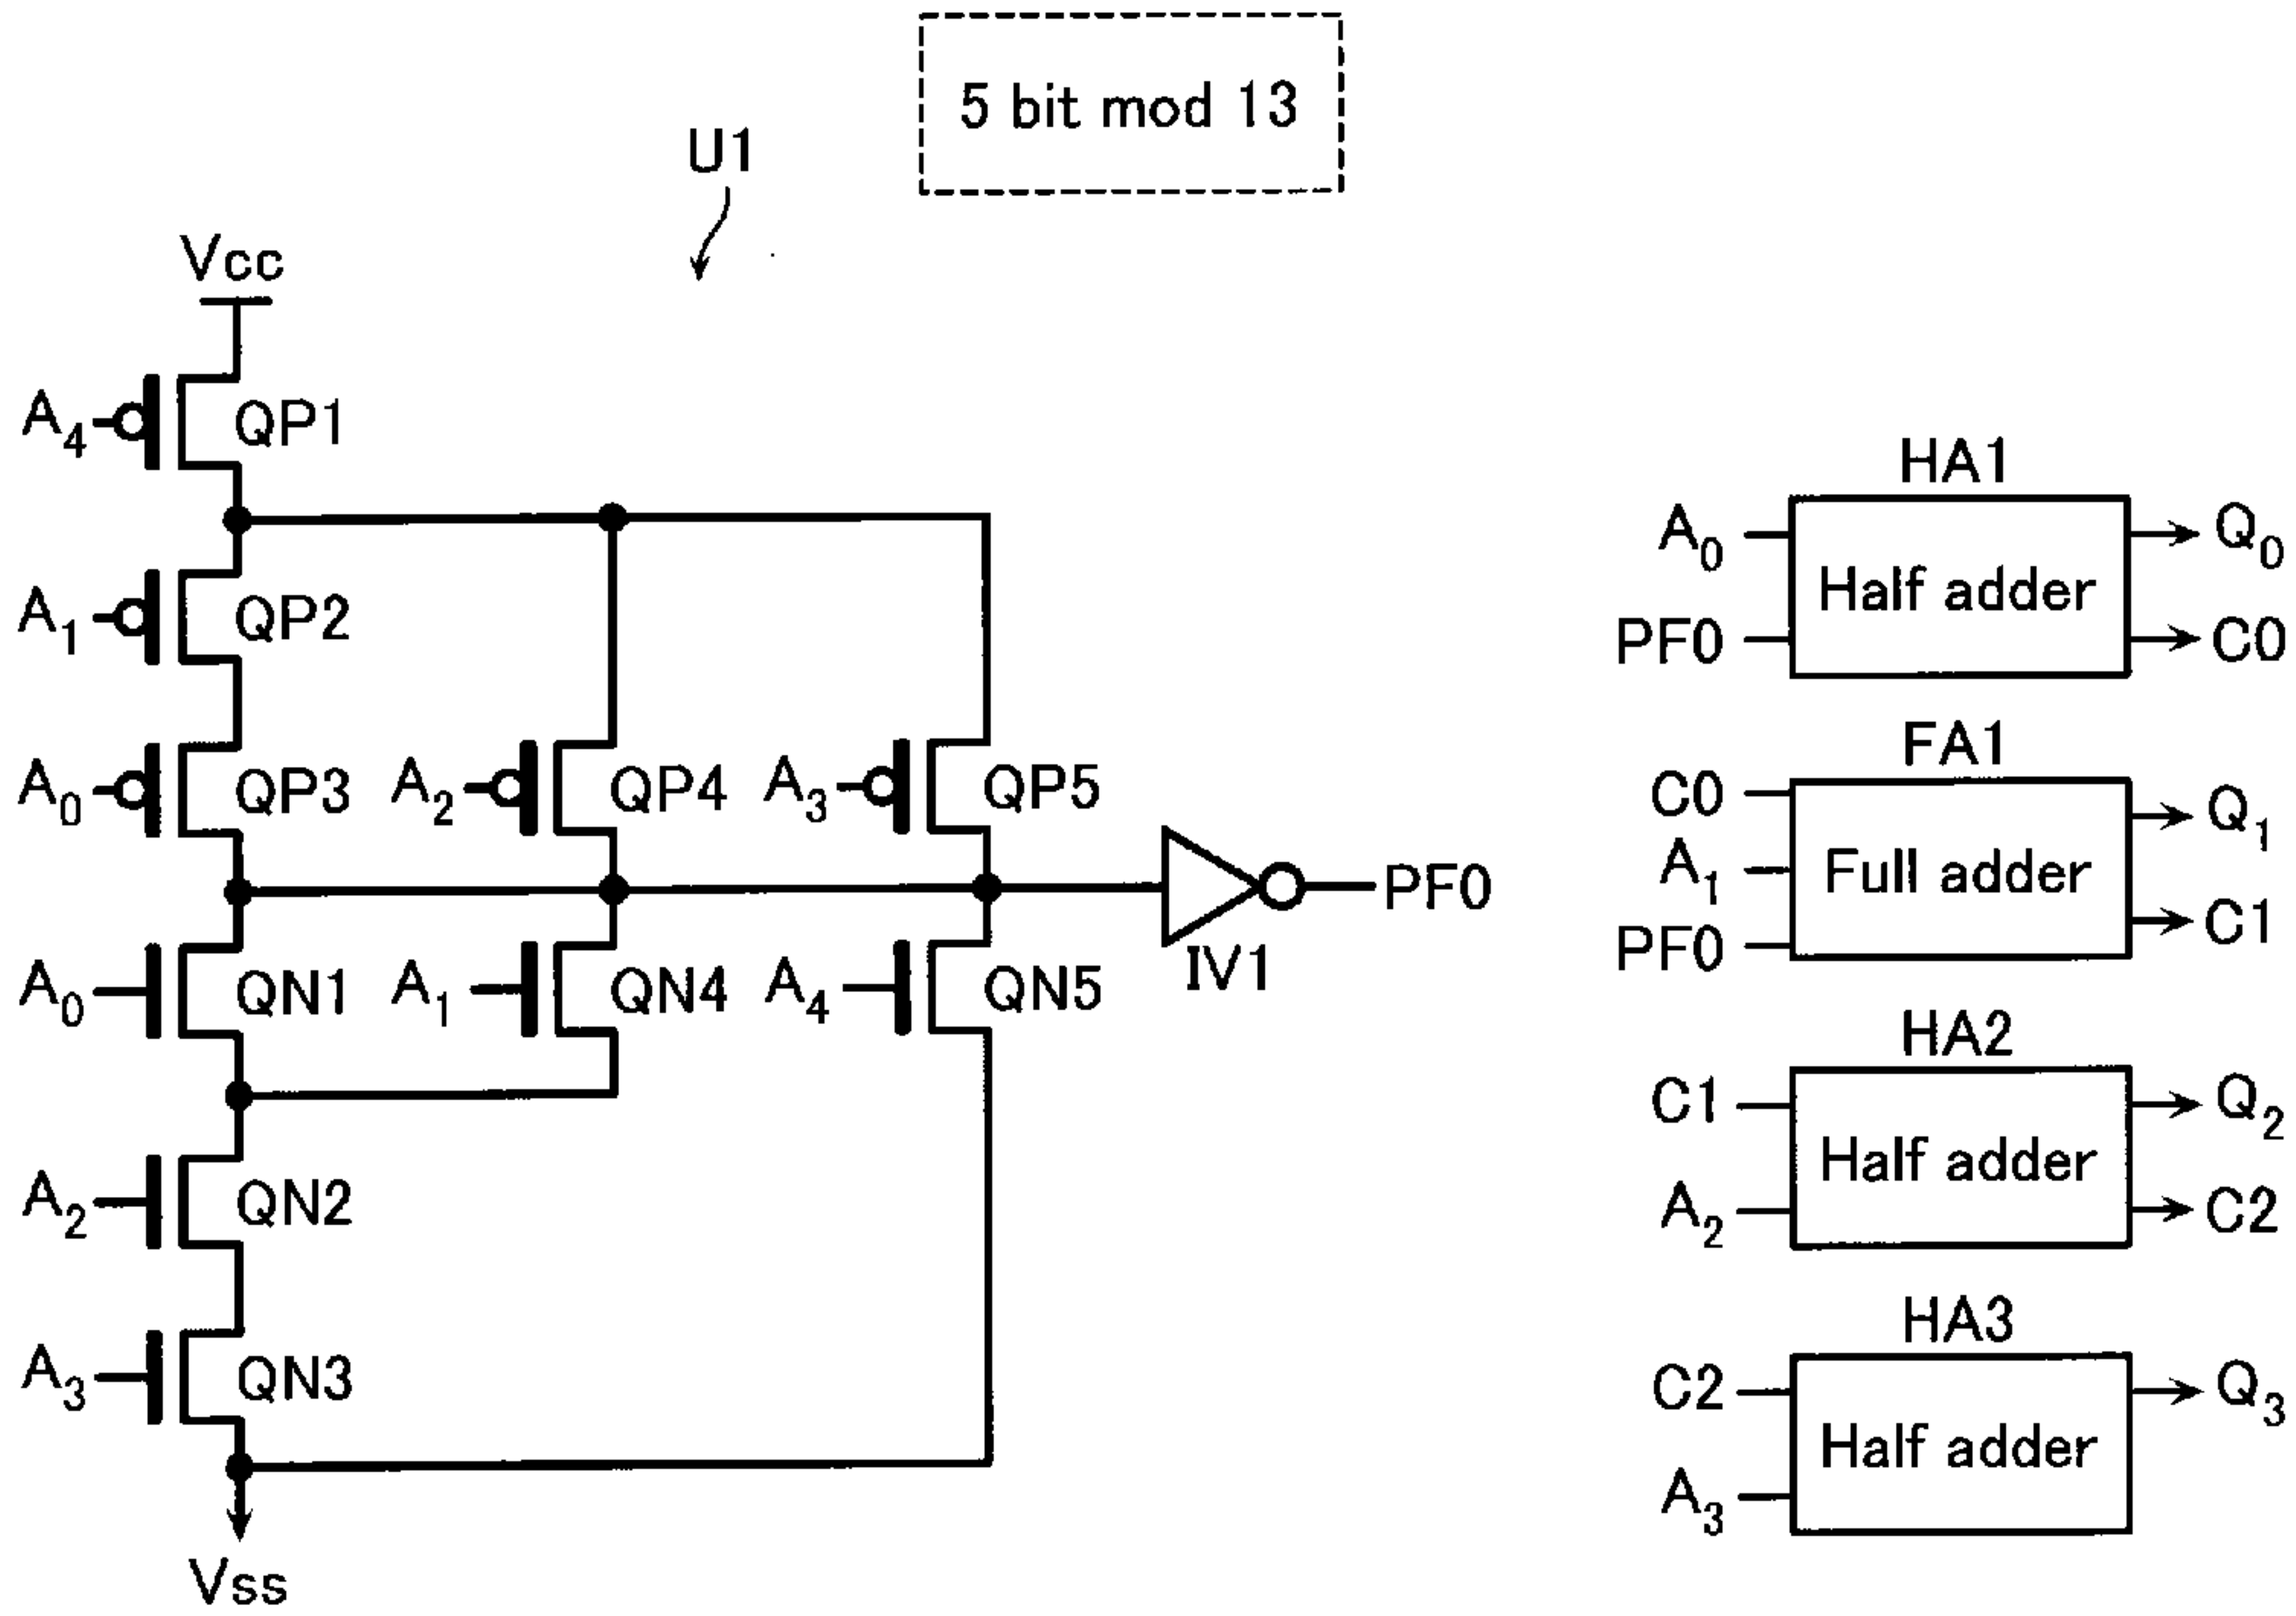 5 bit mod 13
U1
Vcc
A4 QP1
A1 QP2
A0 QP3 A2 QP4 A3 QP5
PF0
IV1
A0 QN1 A1 QN4 A4 QN5
A2 QN2
A3 QN3
Vss
HA1
A0 Q0
Half adder
PF0 C0
FA1
C0 Q1
A1 Full adder
PF0 C1
HA2
C1 Q2
Half adder
A2 C2
HA3
C2 Q3
Half adder
A3